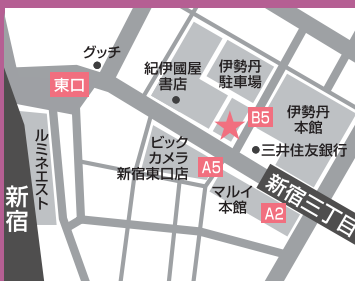 グッチ
東口
紀伊國屋
書店
伊勢丹
駐車場
B5
伊勢丹
本館
三井住友銀行
ルミネエスト
ビック
カメラ
新宿東口店
A5
マルイ
本館
A2
新宿三丁目
新宿